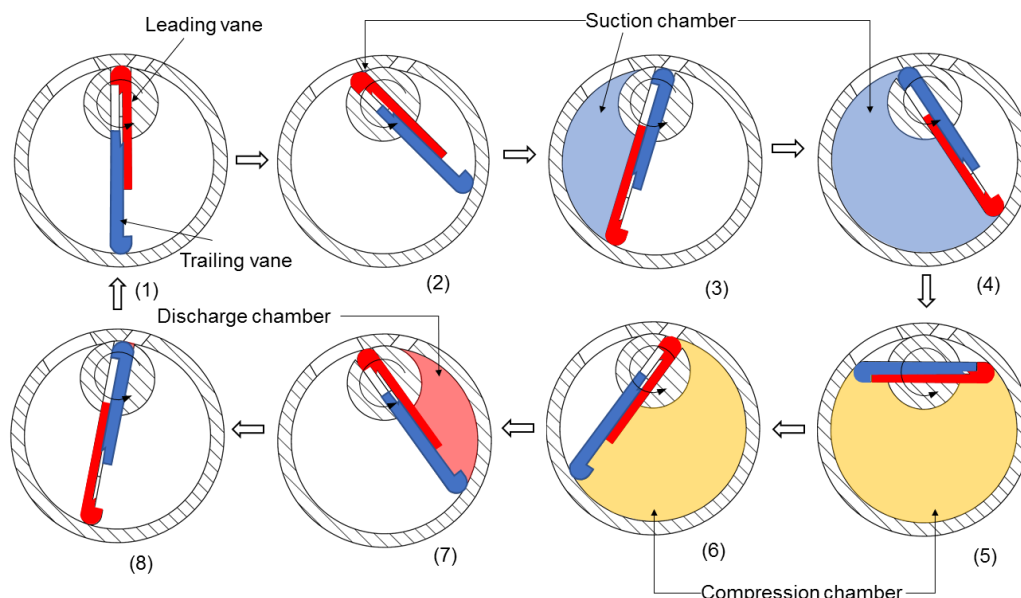 Leading vane
Suction chamber
Trailing vane
(1)
(2)
(3)
(4)
Discharge chamber
(8)
(7)
(6)
(5)
Compression chamber